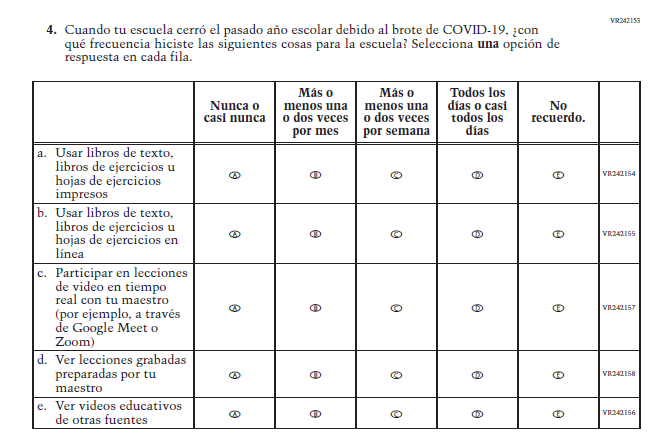 VR242153
4. Cuando tu escuela cerró el pasado año escolar debido al brote de COVID-19, ¿con
qué frecuencia hiciste las siguientes cosas para la escuela? Selecciona una opción de
respuesta en cada fila.
Nunca o
casi nunca
Más o
menos una
o dos veces
por mes
Más o
menos una
o dos veces
por semana
Todos los
días o casi
todos los
días
No
recuerdo.
a. Usar libros de texto,
libros de ejercicios u
hojas de ejercicios
impresos
A B C D E VR242154
b. Usar libros de texto,
libros de ejercicios u
hojas de ejercicios en
línea
A B C D E VR242155
c. Participar en lecciones
de video en tiempo
real con tu maestro
(por ejemplo, a través
de Google Meet o
Zoom)
A B C D E VR242157
d. Ver lecciones grabadas
preparadas por tu
maestro
A B C D E VR242158
e. Ver videos educativos
de otras fuentes
A B C D E VR242156